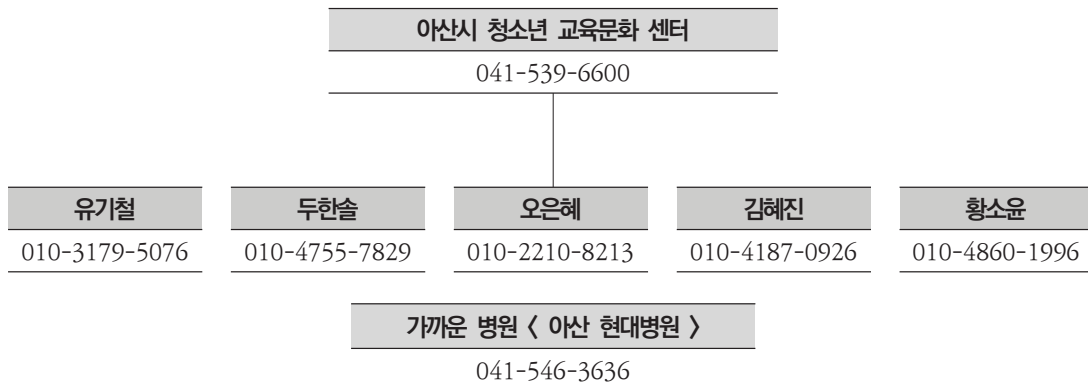 아산시 청소년 교육문화 센터
041-539-6600
유기철 두한솔 오은혜 김혜진 황소윤
010-3179-5076 010-4755-7829 010-2210-8213 010-4187-0926 010-4860-1996
가까운 병원 < 아산 현대병원 >
041-546-3636